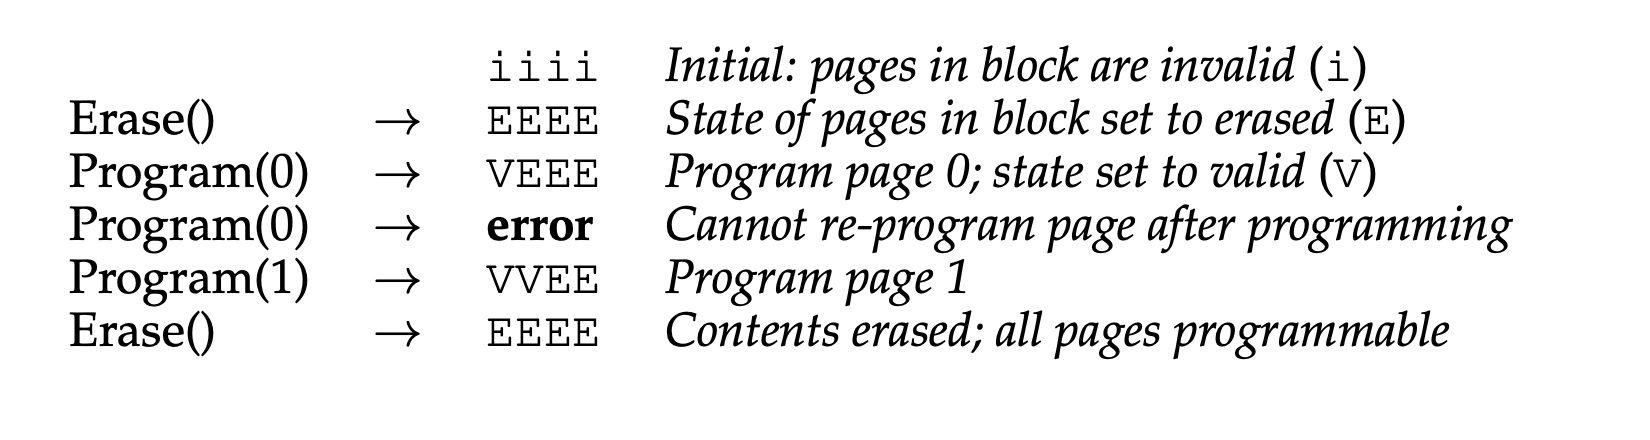 iiii Initial: pages in block are invalid (i)
Erase() → EEEE State of pages in block set to erased (E)
Program(0) → VEEE Program page 0; state set to valid (V)
Program(0) → error Cannot re-program page after programming
Program(1) → VVEE Program page 1
Erase() → EEEE Contents erased; all pages programmable